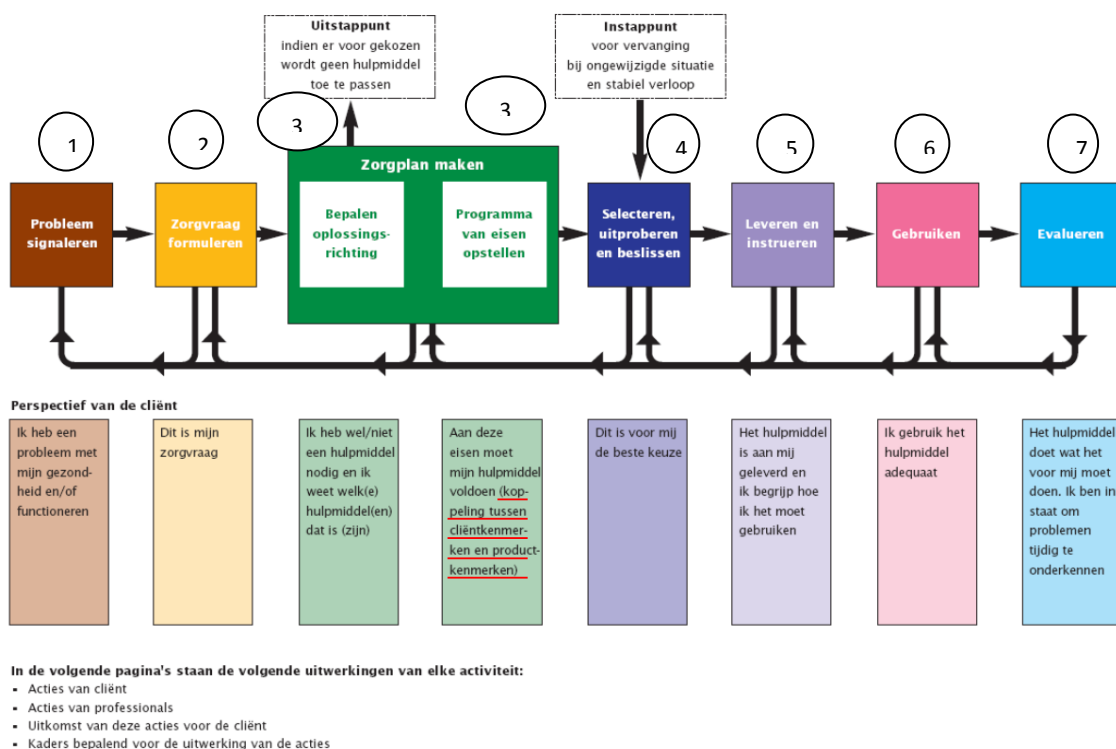 Uitstappunt
indien er voor gekozen
wordt geen hulpmiddel
toe te passen
Instappunt
voor vervanging
bij ongewijzigde situatie
en stabiel verloop
1
2
3
3
4
5
6
7
Probleem
signaleren
Zorgvraag
formuleren
Zorgplan maken
Bepalen
oplossings-
richting
Programma
van eisen
opstellen
Selecteren,
uitproberen
en beslissen
Leveren en
instrueren
Gebruiken
Evalueren
Perspectief van de cliënt
Ik heb een
probleem met
mijn gezond-
heid en/of
functioneren
Dit is mijn
zorgvraag
Ik heb wel/niet
een hulpmiddel
nodig en ik
weet welk(e)
hulpmiddel(en)
dat is (zijn)
Aan deze
eisen moet
mijn hulpmiddel
voldoen (kop-
peling tussen
cliëntkenmer-
ken en product-
kenmerken)
Dit is voor mij
de beste keuze
Het hulpmiddel
is aan mij
geleverd en
ik begrijp hoe
ik het moet
gebruiken
Ik gebruik het
hulpmiddel
adequaat
Het hulpmiddel
doet wat het
voor mij moet
doen. Ik ben in
staat om
problemen
tijdig te
onderkennen
In de volgende pagina's staan de volgende uitwerkingen van elke activiteit:
▪ Acties van cliënt
▪ Acties van professionals
▪ Uitkomst van deze acties voor de cliënt
▪ Kaders bepalend voor de uitwerking van de acties